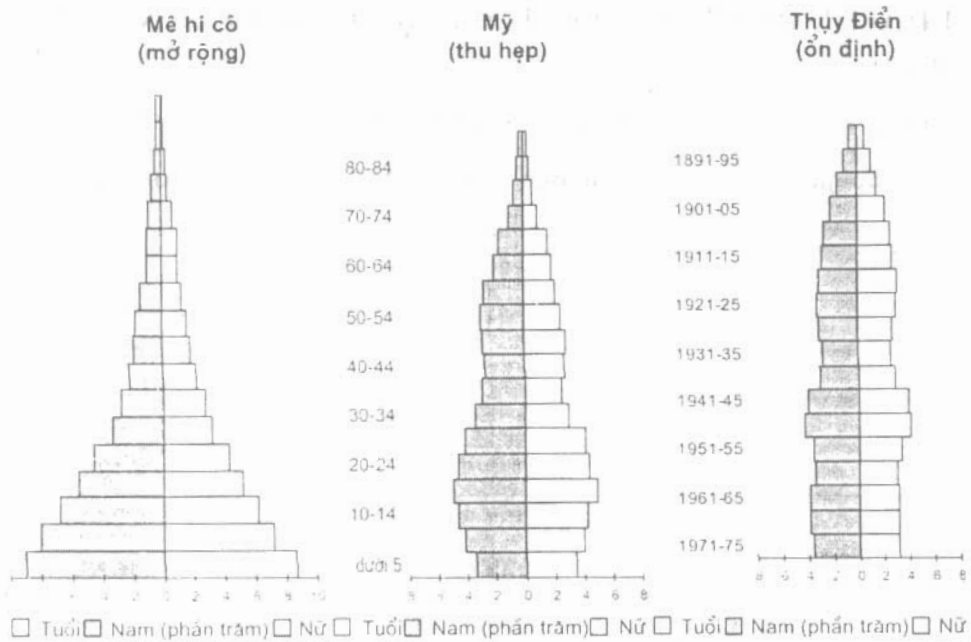 Mê hi cô
(mở rộng)
Mỹ
(thu hẹp)
Thụy Điển
(ổn định)
80-84
70-74
60-64
50-54
40-44
30-34
20-24
10-14
dưới 5
1891-95
1901-05
1911-15
1921-25
1931-35
1941-45
1951-55
1961-65
1971-75
0 2 4 6 8 10
8 6 4 2 0 2 4 6 8
8 6 4 2 0 2 4 6 8
Tuổi Nam (phần trăm) Nữ Tuổi Nam (phần trăm) Nữ Tuổi Nam (phần trăm) Nữ